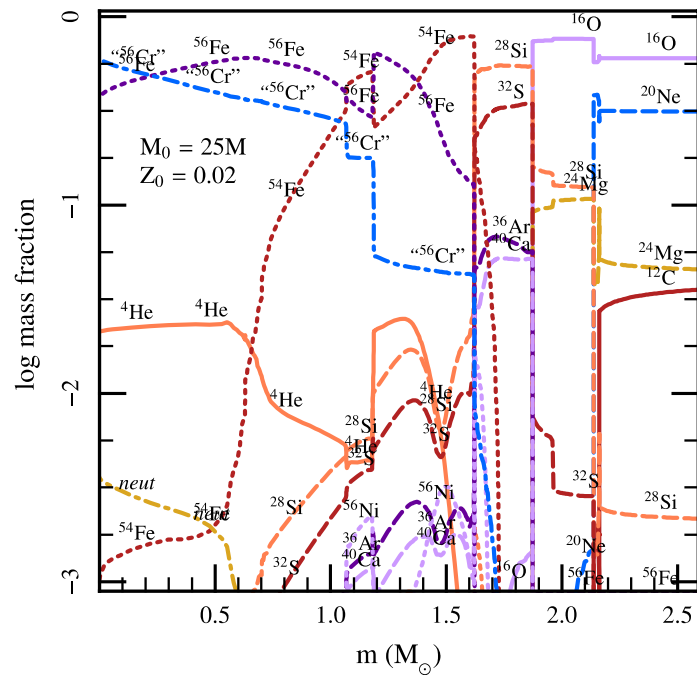 0
−1
−2
−3
log mass fraction
0.5
1.0
1.5
2.0
2.5
m (M⊙)
M₀ = 25M
Z₀ = 0.02
“⁵⁶Cr”
⁵⁶Fe
⁵⁶Fe
⁵⁶Fe
“⁵⁶Cr”
“⁵⁶Cr”
⁵⁴Fe
⁵⁶Fe
“⁵⁶Cr”
⁵⁴Fe
⁵⁴Fe
⁵⁶Fe
²⁸Si
³²S
¹⁶O
¹⁶O
²⁰Ne
²⁸Si
²⁴Mg
³⁶Ar
⁴⁰Ca
“⁵⁶Cr”
²⁴Mg
¹²C
⁴He
⁴He
⁴He
²⁸Si
⁴He
³²S
⁴He
²⁸Si
³²S
neut
⁵⁴Fe
⁵⁴Fe
neut
²⁸Si
³²S
⁵⁶Ni
³⁶Ar
⁴⁰Ca
⁵⁶Ni
³⁶Ar
⁴⁰Ca
¹⁶O
³²S
²⁸Si
²⁰Ne
⁵⁶Fe
⁵⁶Fe